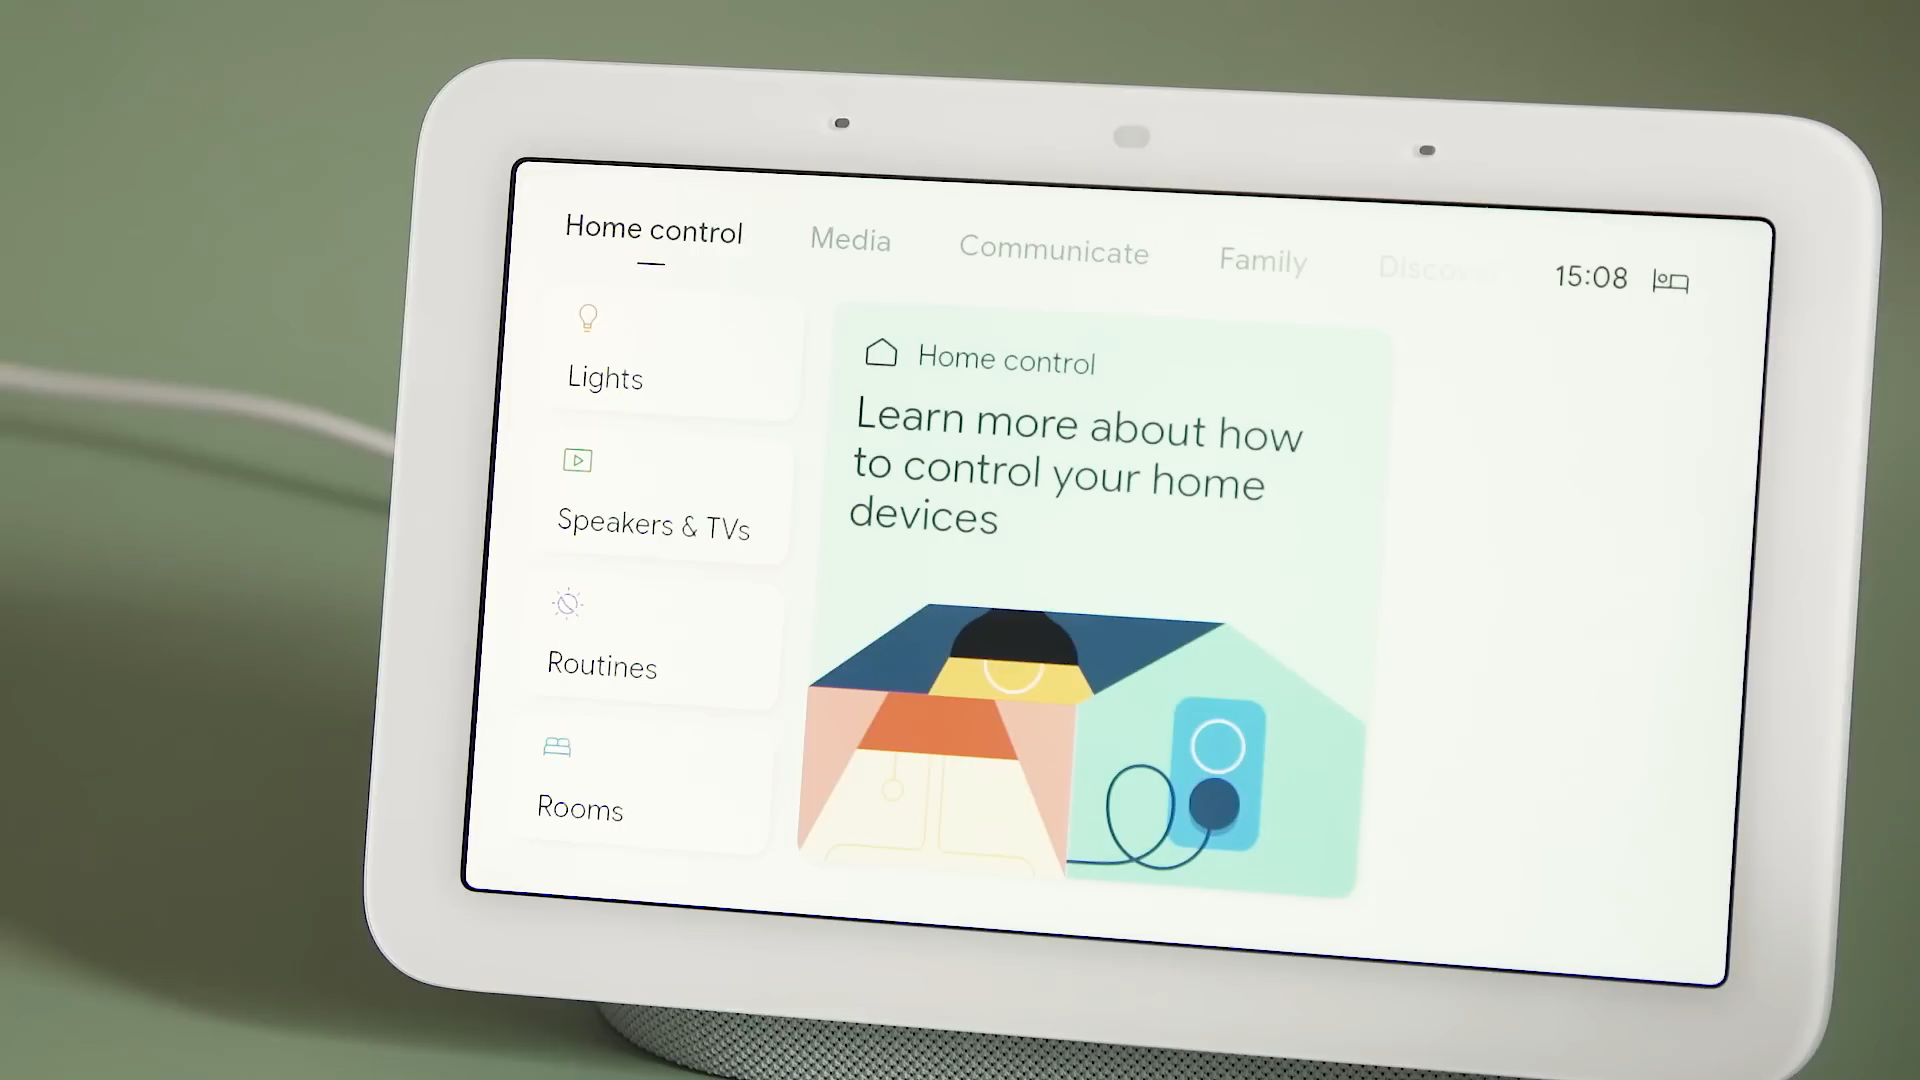 Home control Media Communicate Family Discove 15:08
Lights
Speakers & TVs
Routines
Rooms
Home control
Learn more about how
to control your home
devices